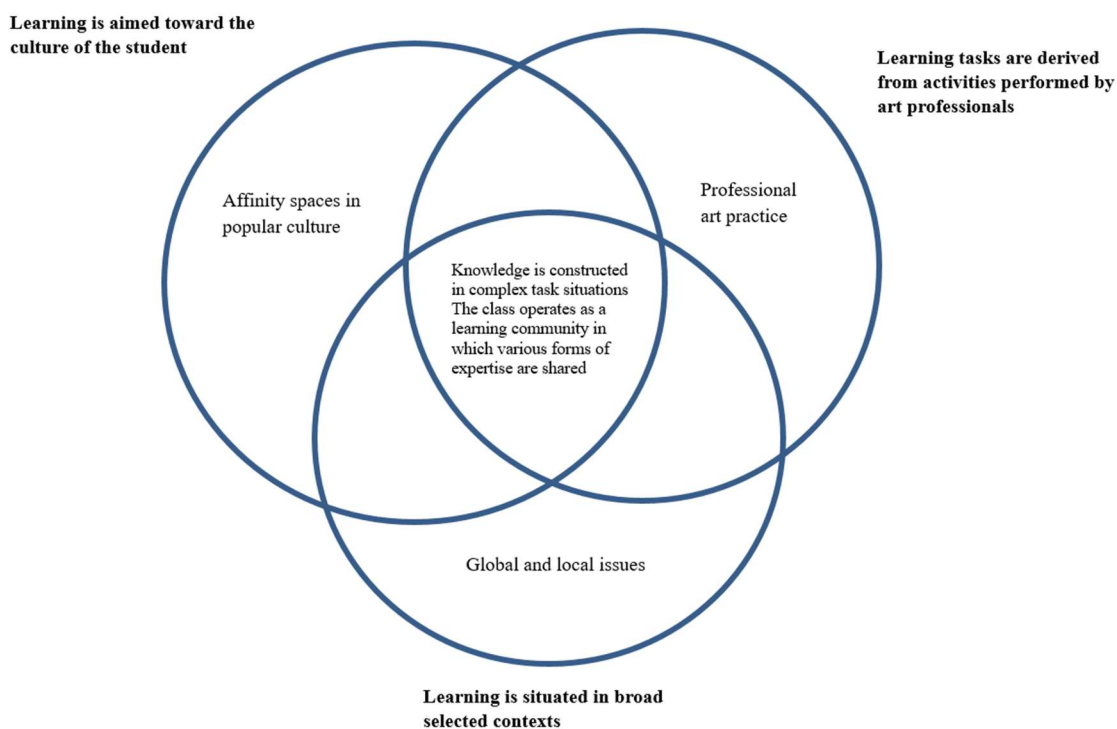 Learning is aimed toward the
culture of the student
Learning tasks are derived
from activities performed by
art professionals
Affinity spaces in
popular culture
Professional
art practice
Knowledge is constructed
in complex task situations
The class operates as a
learning community in
which various forms of
expertise are shared
Global and local issues
Learning is situated in broad
selected contexts